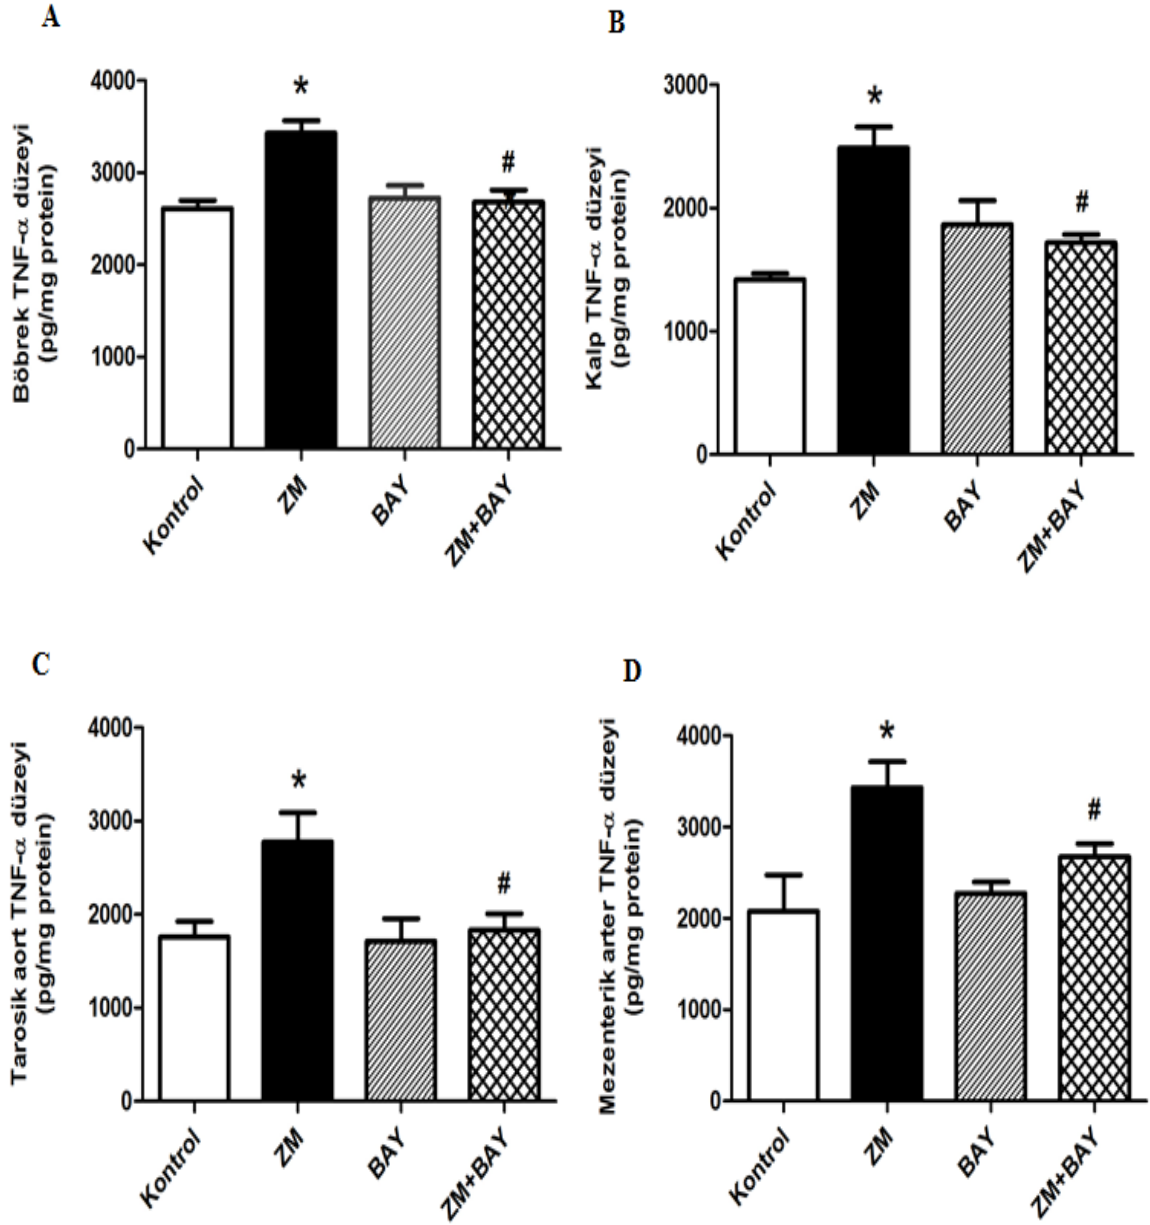 A
Böbrek TNF-α düzeyi
(pg/mg protein)
4000
3000
2000
1000
0
*
#
Kontrol
ZM
BAY
ZM+BAY
B
Kalp TNF-α düzeyi
(pg/mg protein)
3000
2000
1000
0
*
#
Kontrol
ZM
BAY
ZM+BAY
C
Tarosik aort TNF-α düzeyi
(pg/mg protein)
4000
3000
2000
1000
0
*
#
Kontrol
ZM
BAY
ZM+BAY
D
Mezenterik arter TNF-α düzeyi
(pg/mg protein)
4000
3000
2000
1000
0
*
#
Kontrol
ZM
BAY
ZM+BAY